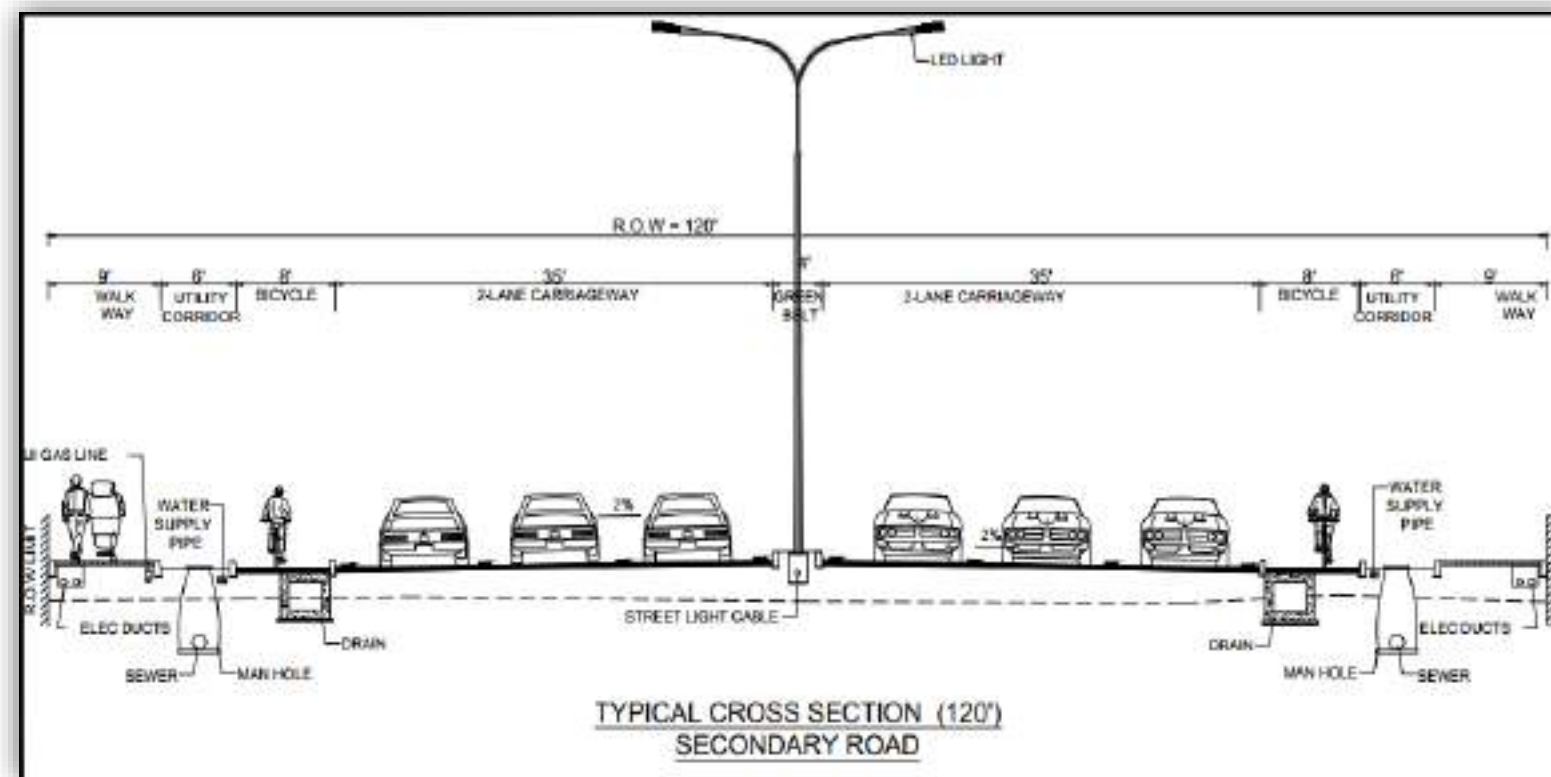 LED LIGHT
R.O.W = 120'
9' 6' 8' 35' 4' 35' 8' 6' 9'
WALK WAY
UTILITY CORRIDOR
BICYCLE
2-LANE CARRIAGEWAY
GREEN BELT
2-LANE CARRIAGEWAY
BICYCLE
UTILITY CORRIDOR
WALK WAY
GAS LINE
WATER SUPPLY PIPE
2%
2%
WATER SUPPLY PIPE
R.O.W LIMIT
ELEC DUCTS
SEWER
MAN HOLE
DRAIN
STREET LIGHT CABLE
DRAIN
MAN HOLE
SEWER
ELEC DUCTS
TYPICAL CROSS SECTION (120')
SECONDARY ROAD